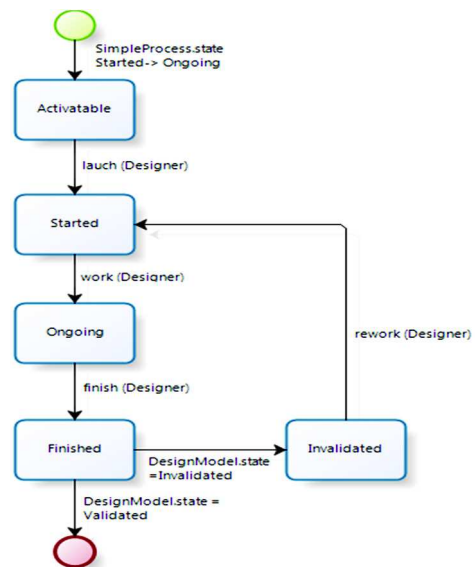 SimpleProcess.state
Started-> Ongoing
Activatable
lauch (Designer)
Started
work (Designer)
Ongoing
rework (Designer)
finish (Designer)
Finished
Invalidated
DesignModel.state
=Invalidated
DesignModel.state =
Validated